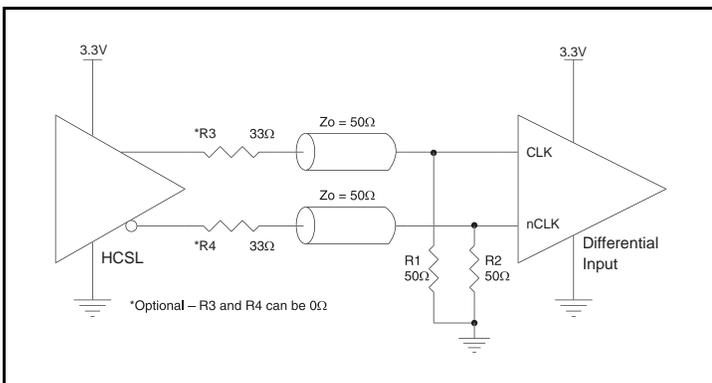 3.3V
3.3V
*R3 33Ω
Zo = 50Ω
CLK
Zo = 50Ω
nCLK
*R4 33Ω
HCSL
R1
50Ω
R2
50Ω
Differential
Input
*Optional – R3 and R4 can be 0Ω